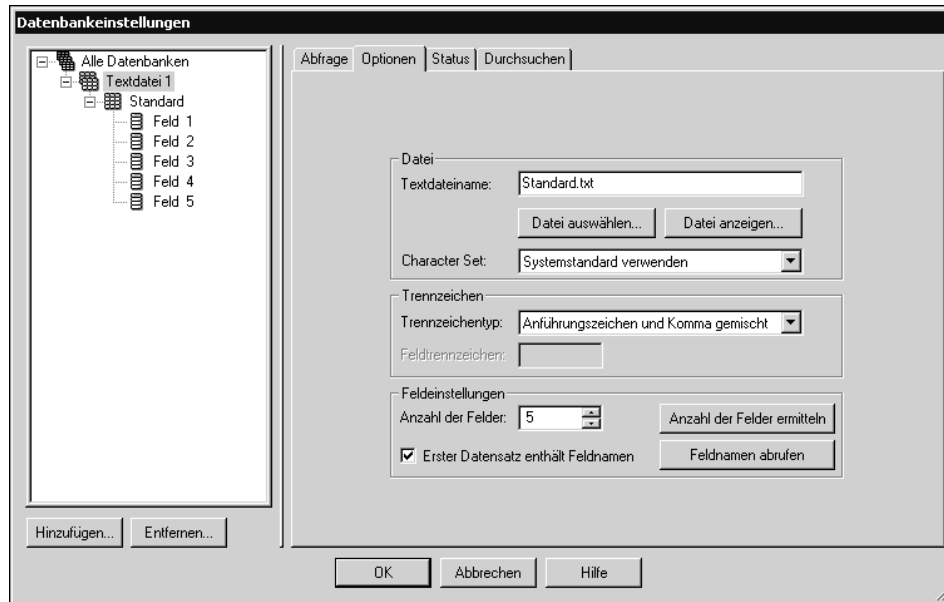 Datenbankeinstellungen
Alle Datenbanken
Textdatei 1
Standard
Feld 1
Feld 2
Feld 3
Feld 4
Feld 5
Hinzufügen...
Entfernen...
Abfrage
Optionen
Status
Durchsuchen
Datei
Textdateiname:
Standard.txt
Datei auswählen...
Datei anzeigen...
Character Set:
Systemstandard verwenden
Trennzeichen
Trennzeichentyp:
Anführungszeichen und Komma gemischt
Feldtrennzeichen:
Feldeinstellungen
Anzahl der Felder:
5
Anzahl der Felder ermitteln
Erster Datensatz enthält Feldnamen
Feldnamen abrufen
OK
Abbrechen
Hilfe